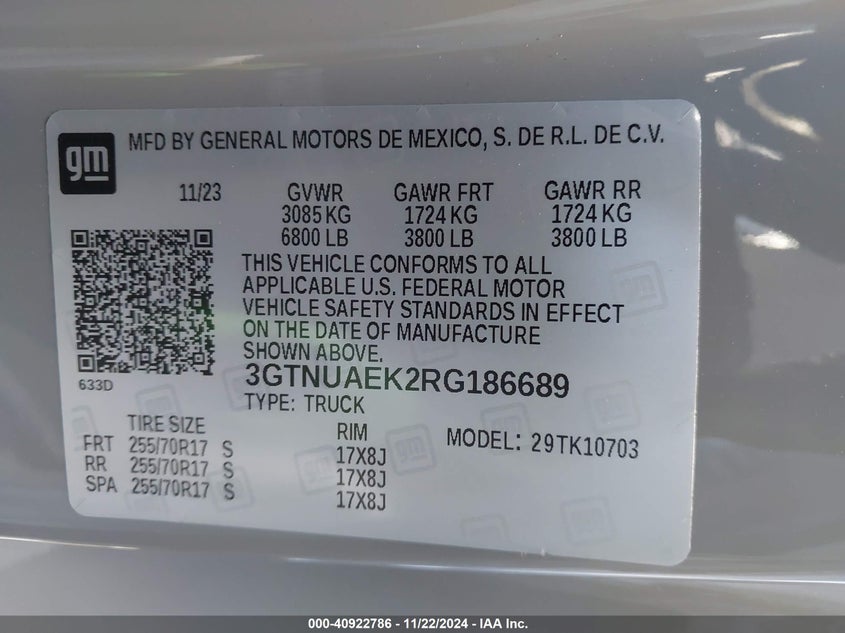 gm
MFD BY GENERAL MOTORS DE MEXICO, S. DE R.L. DE C.V.
11/23 GVWR GAWR FRT GAWR RR
3085 KG 1724 KG 1724 KG
6800 LB 3800 LB 3800 LB
THIS VEHICLE CONFORMS TO ALL
APPLICABLE U.S. FEDERAL MOTOR
VEHICLE SAFETY STANDARDS IN EFFECT
ON THE DATE OF MANUFACTURE
SHOWN ABOVE.
633D
3GTNUAEK2RG186689
TYPE: TRUCK
TIRE SIZE RIM MODEL: 29TK10703
FRT 255/70R17 S 17X8J
RR 255/70R17 S 17X8J
SPA 255/70R17 S 17X8J
000-40922786 - 11/22/2024 - IAA Inc.